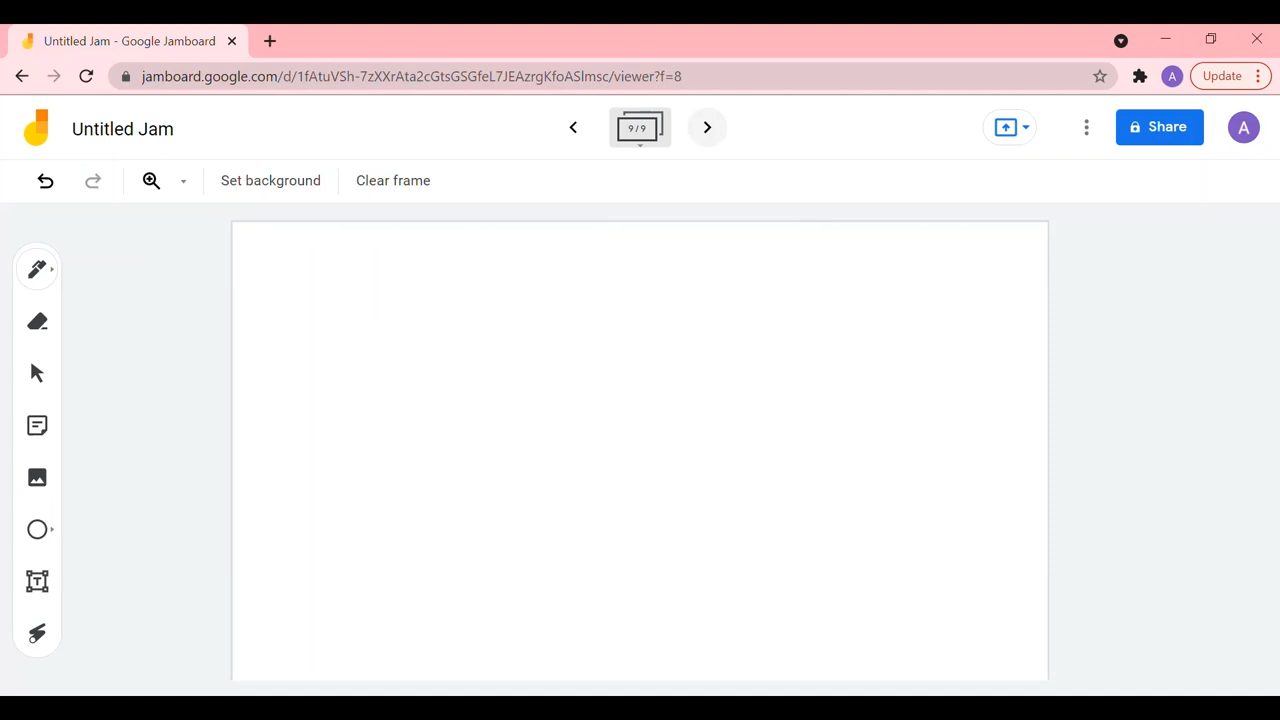 Untitled Jam - Google Jamboard
jamboard.google.com/d/1fAtuVSh-7zXXrAta2cGtsGSGfeL7JEAzrgKfoASlmsc/viewer?f=8
A
Update
Untitled Jam
9/9
Share
A
Set background
Clear frame
T